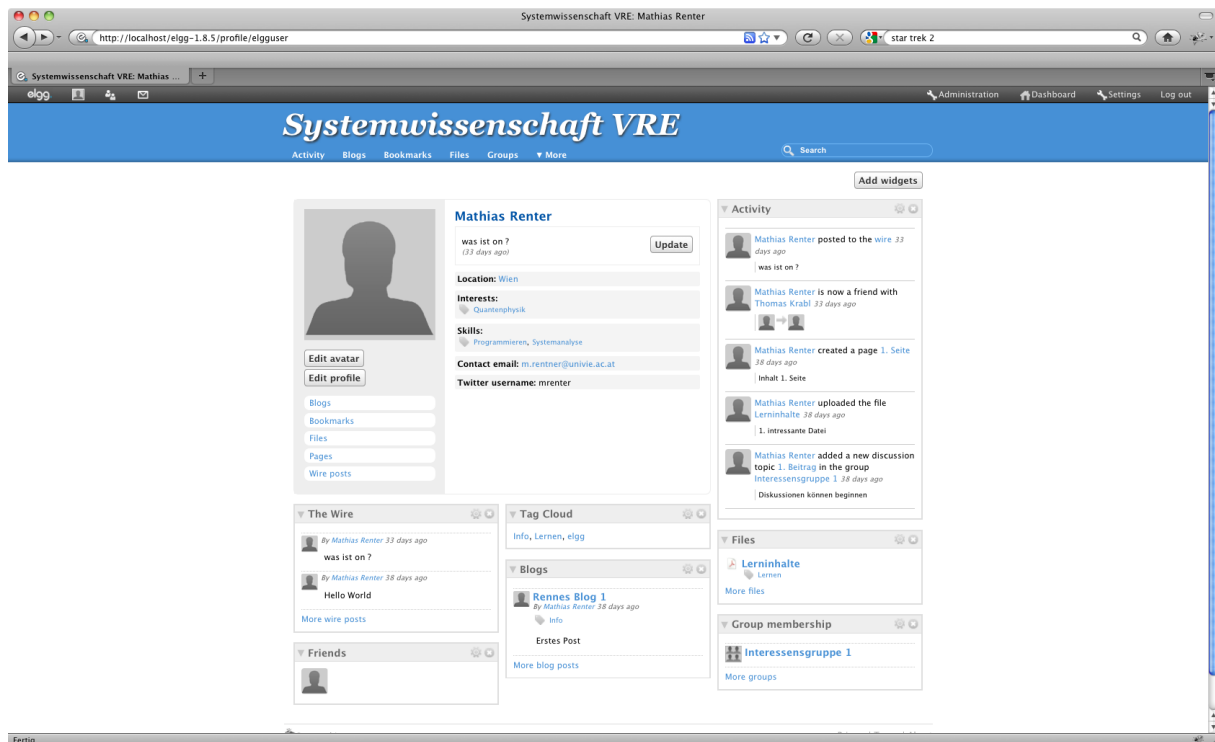 Systemwissenschaft VRE: Mathias Renter
http://localhost/elgg-1.8.5/profile/elgguser
star trek 2
Systemwissenschaft VRE: Mathias ...
elgg
Administration
Dashboard
Settings
Log out
Systemwissenschaft VRE
Activity Blogs Bookmarks Files Groups ▼ More
Search
Add widgets
Edit avatar
Edit profile
Blogs
Bookmarks
Files
Pages
Wire posts
Mathias Renter
was ist on ?
(33 days ago)
Update
Location: Wien
Interests:
Quantenphysik
Skills:
Programmieren, Systemanalyse
Contact email: m.rentner@univie.ac.at
Twitter username: mrenter
Activity
Mathias Renter posted to the wire 33
days ago
was ist on ?
Mathias Renter is now a friend with
Thomas Krabl 33 days ago
Mathias Renter created a page 1. Seite
38 days ago
Inhalt 1. Seite
Mathias Renter uploaded the file
Lerninhalte 38 days ago
1. intressante Datei
Mathias Renter added a new discussion
topic 1. Beitrag in the group
Interessensgruppe 1 38 days ago
Diskussionen können beginnen
The Wire
By Mathias Renter 33 days ago
was ist on ?
By Mathias Renter 38 days ago
Hello World
More wire posts
Friends
Tag Cloud
Info, Lernen, elgg
Blogs
Rennes Blog 1
By Mathias Renter 38 days ago
Info
Erstes Post
More blog posts
Files
Lerninhalte
Lernen
More files
Group membership
Interessensgruppe 1
More groups
Fertig